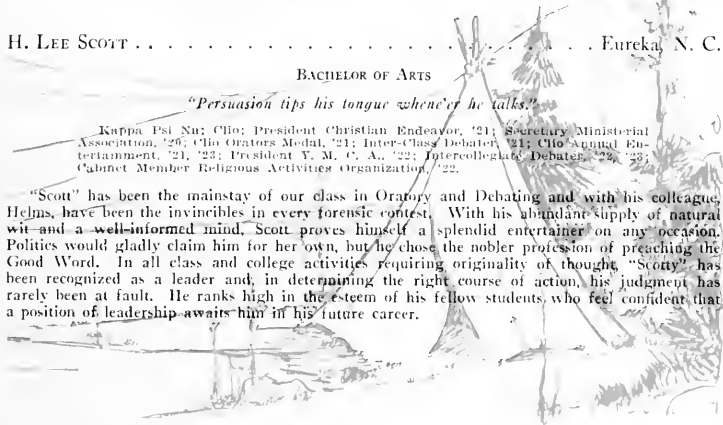 H. Lee Scott . . . . . . . . . . . . . . . . . . . . . . . . . . . . Eureka, N. C.
Bachelor of Arts
"Persuasion tips his tongue whene'er he talks."
Kappa Psi Nu; Clio; President Christian Endeavor, '21; Secretary Ministerial
Association, '20; Clio Orators Medal, '21; Inter-Class Debater, '21; Clio Annual En-
tertainment, '21, '23; President Y. M. C. A., '22; Intercollegiate Debater, '22, '23;
Cabinet Member Religious Activities Organization, '22.
"Scott" has been the mainstay of our class in Oratory and Debating and with his colleague,
Helms, have been the invincibles in every forensic contest. With his abundant supply of natural
wit and a well-informed mind, Scott proves himself a splendid entertainer on any occasion.
Politics would gladly claim him for her own, but he chose the nobler profession of preaching the
Good Word. In all class and college activities requiring originality of thought, "Scotty" has
been recognized as a leader and, in determining the right course of action, his judgment has
rarely been at fault. He ranks high in the esteem of his fellow students, who feel confident that
a position of leadership awaits him in his future career.